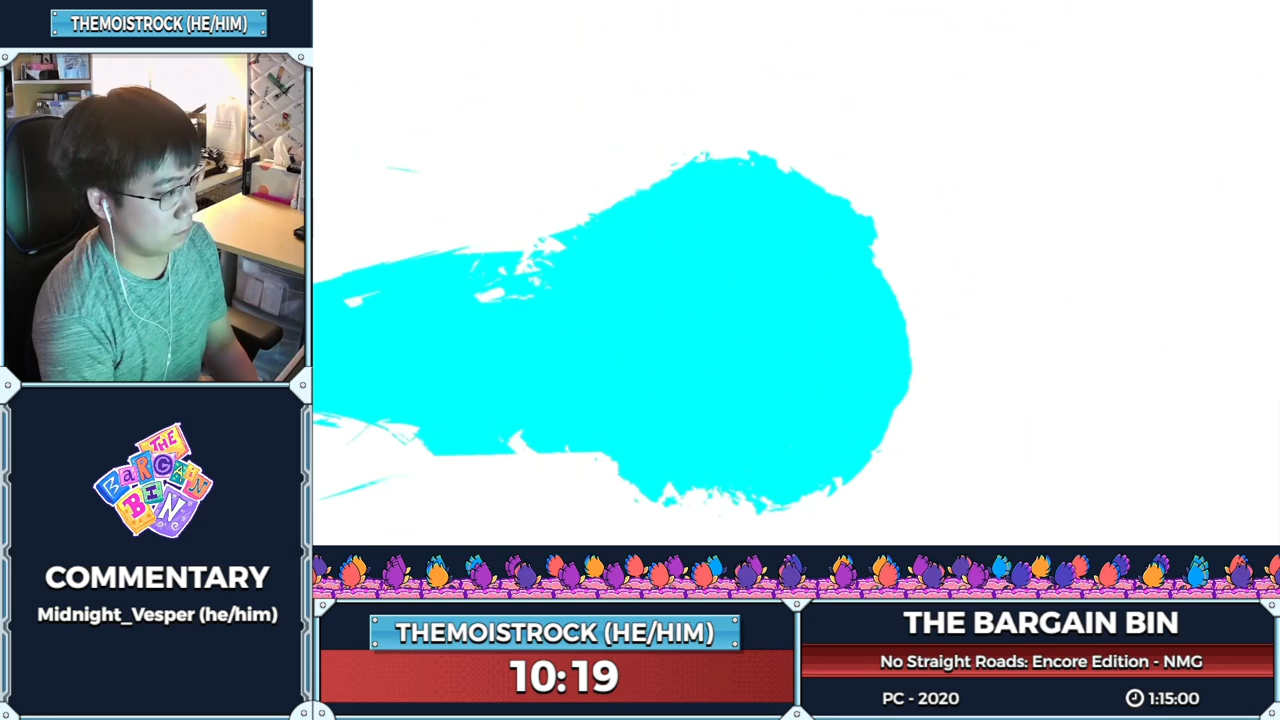 THEMOISTROCK (HE/HIM)
THE
BARGAIN
BIN
COMMENTARY
Midnight_Vesper (he/him)
THEMOISTROCK (HE/HIM)
10:19
THE BARGAIN BIN
No Straight Roads: Encore Edition - NMG
PC - 2020
1:15:00